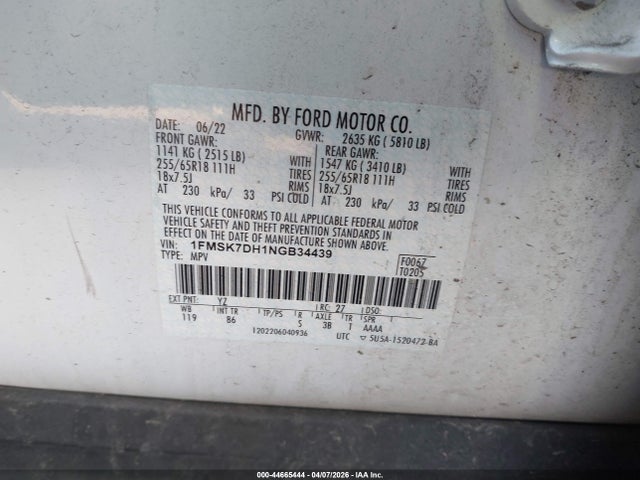 MFD. BY FORD MOTOR CO.
DATE: 06/22 GVWR: 2635 KG ( 5810 LB)
FRONT GAWR: REAR GAWR:
1141 KG ( 2515 LB) WITH 1547 KG ( 3410 LB) WITH
255/65R18 111H TIRES 255/65R18 111H TIRES
18x7.5J RIMS 18x7.5J RIMS
AT 230 kPa/ 33 PSI COLD AT 230 kPa/ 33 PSI COLD
THIS VEHICLE CONFORMS TO ALL APPLICABLE FEDERAL MOTOR
VEHICLE SAFETY AND THEFT PREVENTION STANDARDS IN
EFFECT ON THE DATE OF MANUFACTURE SHOWN ABOVE.
VIN: 1FMSK7DH1NGB34439 F0067
TYPE: MPV T0205
EXT PNT: YZ RC: 27 DSO:
WB INT TR TP/PS R AXLE TR SPR
119 B6 5 3B 1 AAAA
1202206040936 UTC ▽ 5U5A-1520472-BA
000-44665444 | 04/07/2026 | IAA Inc.